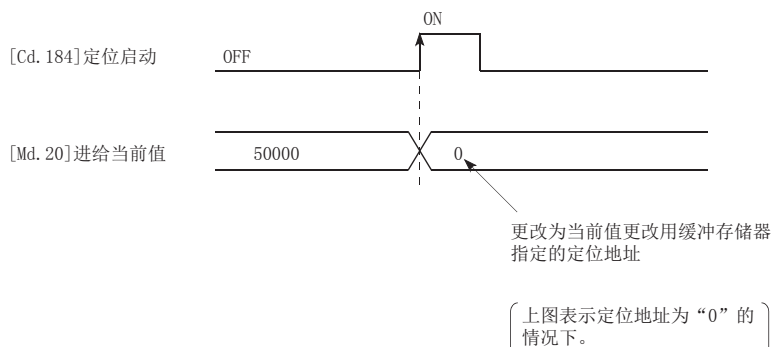 ON
[Cd.184]定位启动
OFF
[Md.20]进给当前值
50000
0
更改为当前值更改用缓冲存储器
指定的定位地址
上图表示定位地址为“0”的
情况下。